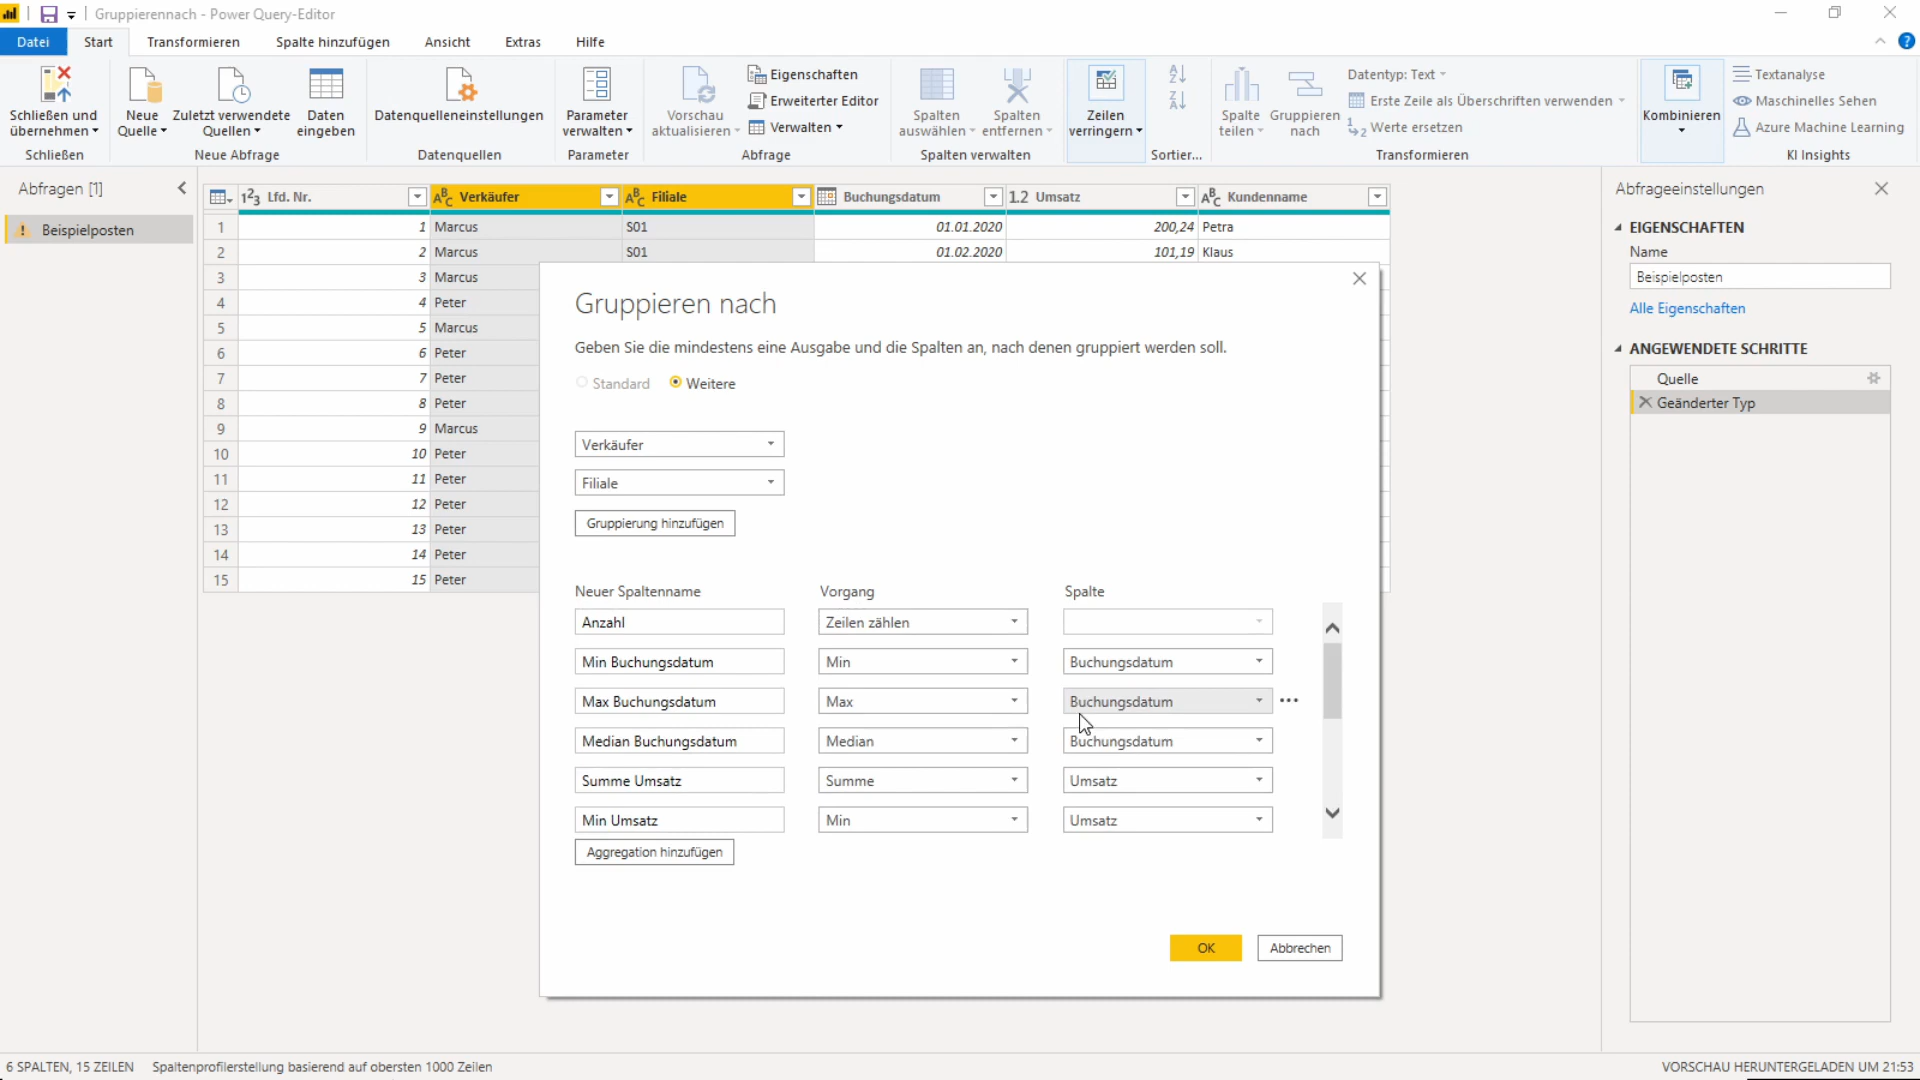 Gruppierennach - Power Query-Editor
Datei Start Transformieren Spalte hinzufügen Ansicht Extras Hilfe
Schließen und übernehmen
Neue Quelle
Zuletzt verwendete Quellen
Daten eingeben
Datenquelleneinstellungen
Parameter verwalten
Vorschau aktualisieren
Eigenschaften
Erweiterter Editor
Verwalten
Spalten auswählen
Spalten entfernen
Zeilen verringern
Spalte teilen
Gruppieren nach
Datentyp: Text
Erste Zeile als Überschriften verwenden
Werte ersetzen
Kombinieren
Textanalyse
Maschinelles Sehen
Azure Machine Learning
Schließen Neue Abfrage Datenquellen Parameter Abfrage Spalten verwalten Sortier... Transformieren KI Insights
Abfragen [1]
Beispielposten
Lfd. Nr. Verkäufer Filiale Buchungsdatum 1.2 Umsatz Kundenname
1 1 Marcus S01 01.01.2020 200,24 Petra
2 2 Marcus S01 01.02.2020 101,19 Klaus
3 3 Marcus
4 4 Peter
5 5 Marcus
6 6 Peter
7 7 Peter
8 8 Peter
9 9 Marcus
10 10 Peter
11 11 Peter
12 12 Peter
13 13 Peter
14 14 Peter
15 15 Peter
Gruppieren nach
Geben Sie die mindestens eine Ausgabe und die Spalten an, nach denen gruppiert werden soll.
Standard Weitere
Verkäufer
Filiale
Gruppierung hinzufügen
Neuer Spaltenname Vorgang Spalte
Anzahl Zeilen zählen
Min Buchungsdatum Min Buchungsdatum
Max Buchungsdatum Max Buchungsdatum
Median Buchungsdatum Median Buchungsdatum
Summe Umsatz Summe Umsatz
Min Umsatz Min Umsatz
Aggregation hinzufügen
OK Abbrechen
Abfrageeinstellungen
EIGENSCHAFTEN
Name
Beispielposten
Alle Eigenschaften
ANGEWENDETE SCHRITTE
Quelle
Geänderter Typ
6 SPALTEN, 15 ZEILEN Spaltenprofilerstellung basierend auf obersten 1000 Zeilen VORSCHAU HERUNTERGELADEN UM 21:53